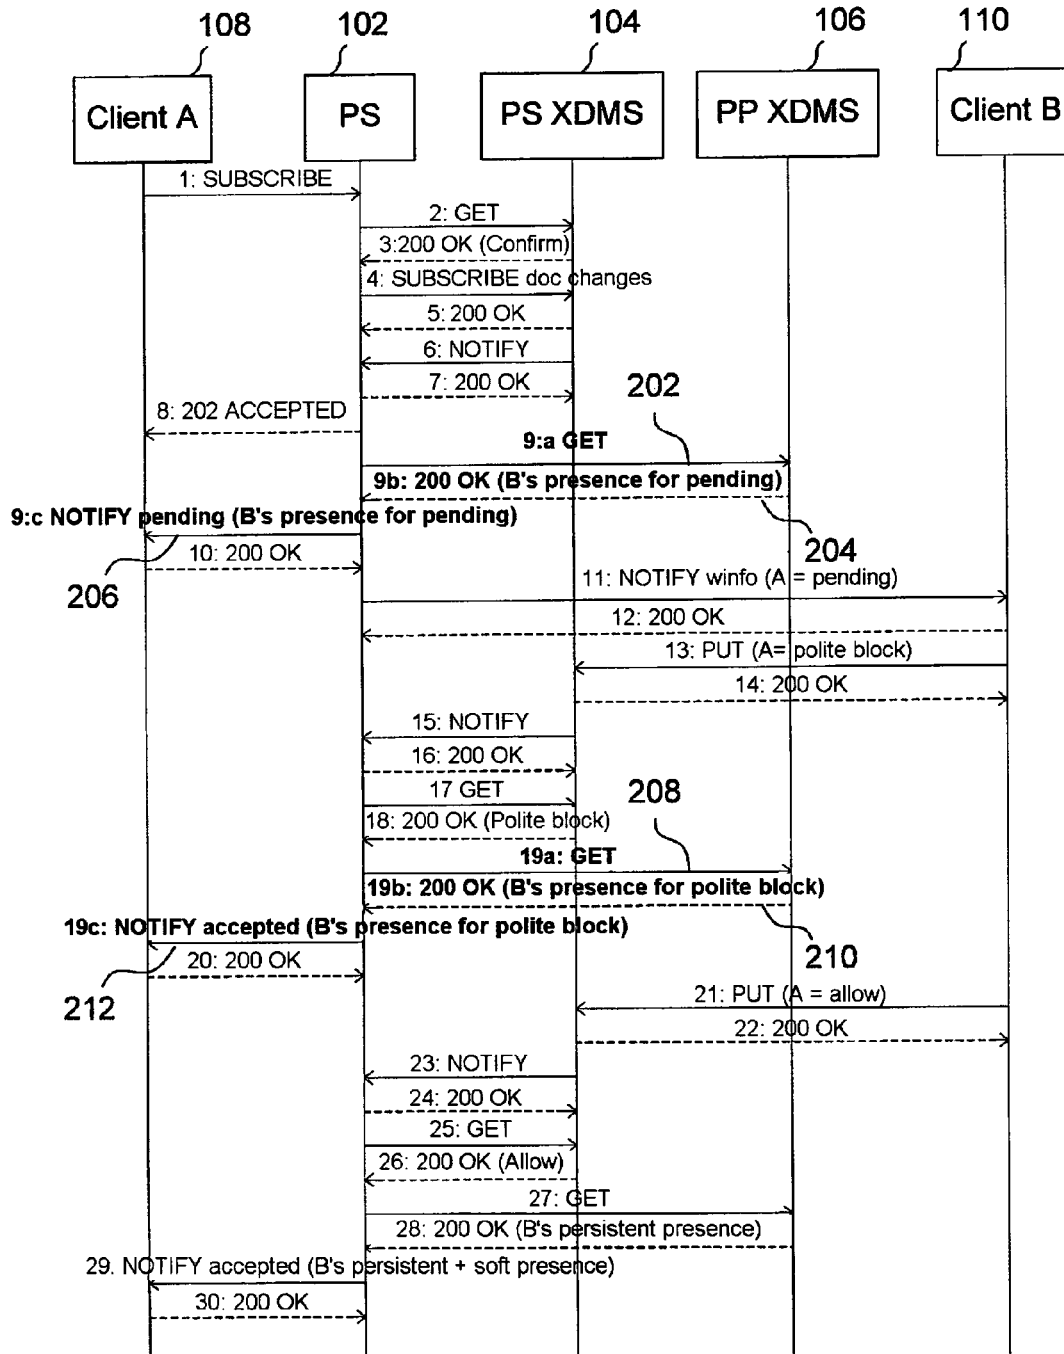 108 102 104 106 110
Client A PS PS XDMS PP XDMS Client B
1: SUBSCRIBE
2: GET
3:200 OK (Confirm)
4: SUBSCRIBE doc changes
5: 200 OK
6: NOTIFY
7: 200 OK
202
8: 202 ACCEPTED
9:a GET
9b: 200 OK (B's presence for pending)
9:c NOTIFY pending (B's presence for pending)
204
10: 200 OK
206
11: NOTIFY winfo (A = pending)
12: 200 OK
13: PUT (A= polite block)
14: 200 OK
15: NOTIFY
16: 200 OK
17 GET
208
18: 200 OK (Polite block)
19a: GET
19b: 200 OK (B's presence for polite block)
19c: NOTIFY accepted (B's presence for polite block)
210
20: 200 OK
212
21: PUT (A = allow)
22: 200 OK
23: NOTIFY
24: 200 OK
25: GET
26: 200 OK (Allow)
27: GET
28: 200 OK (B's persistent presence)
29. NOTIFY accepted (B's persistent + soft presence)
30: 200 OK